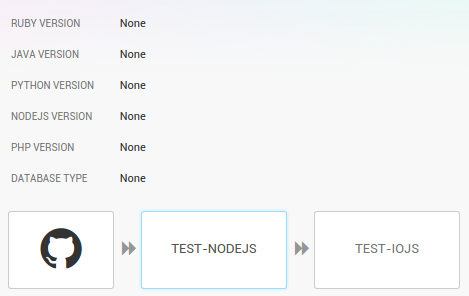 RUBY VERSION None
JAVA VERSION None
PYTHON VERSION None
NODEJS VERSION None
PHP VERSION None
DATABASE TYPE None
TEST-NODEJS TEST-IOJS